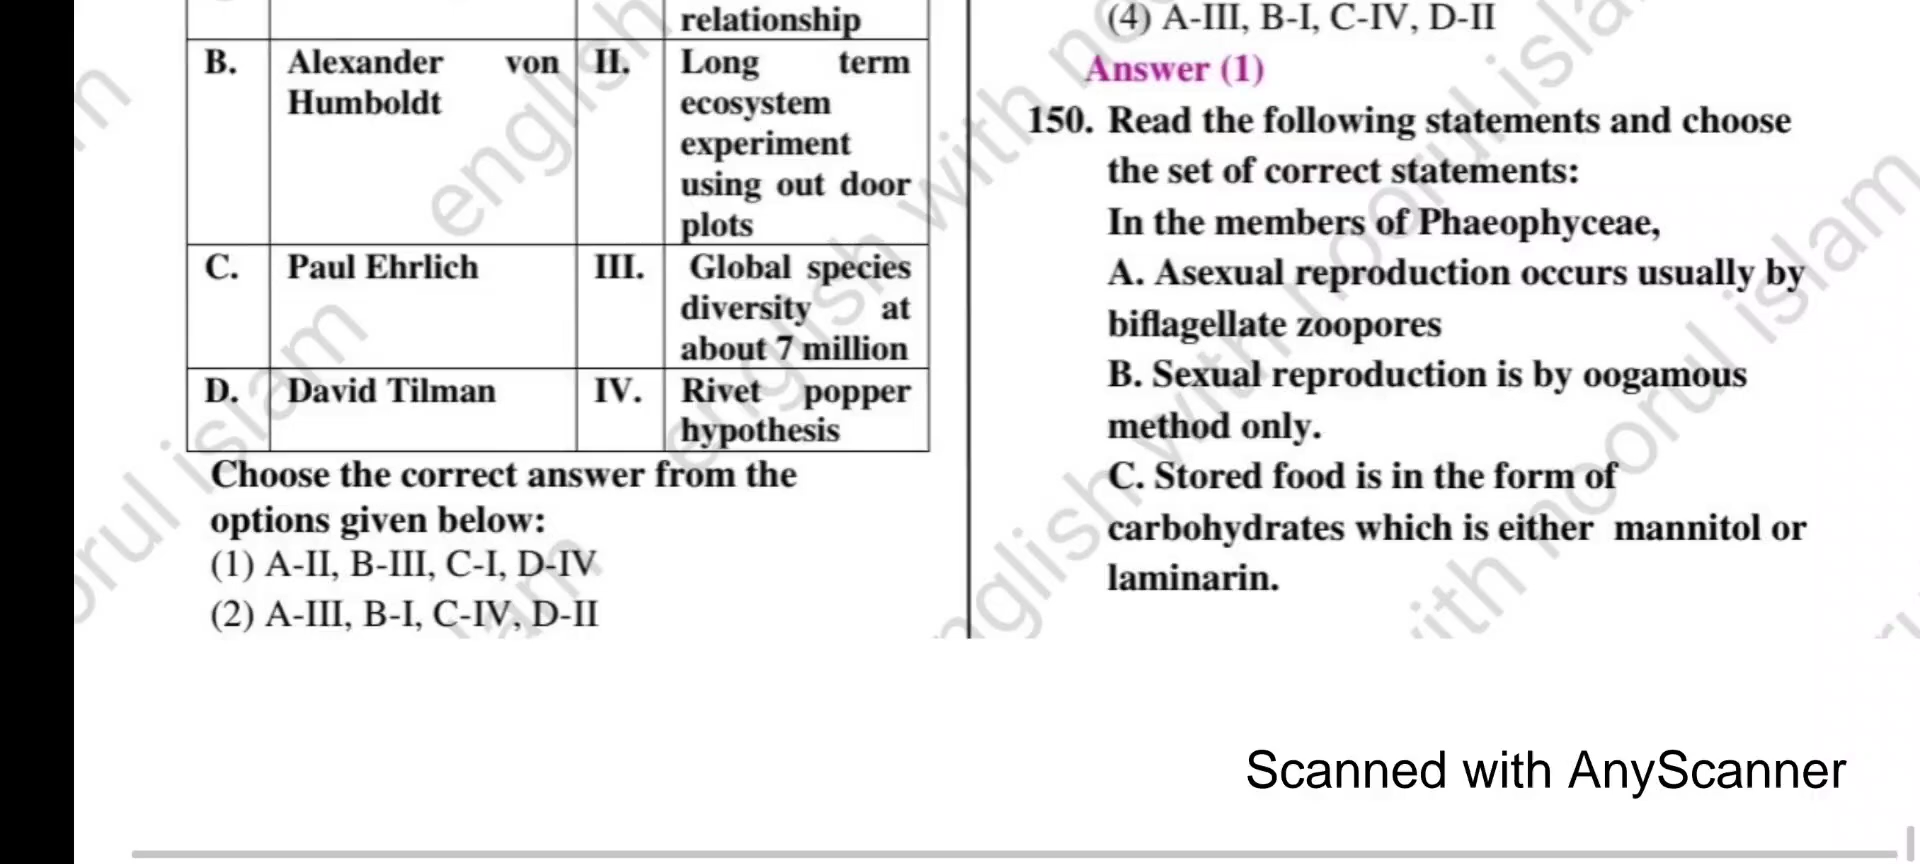 relationship
B. Alexander von Humboldt II. Long term
ecosystem
experiment
using out door
plots
C. Paul Ehrlich III. Global species
diversity at
about 7 million
D. David Tilman IV. Rivet popper
hypothesis
Choose the correct answer from the
options given below:
(1) A-II, B-III, C-I, D-IV
(2) A-III, B-I, C-IV, D-II
(4) A-III, B-I, C-IV, D-II
Answer (1)
150. Read the following statements and choose
the set of correct statements:
In the members of Phaeophyceae,
A. Asexual reproduction occurs usually by
biflagellate zoopores
B. Sexual reproduction is by oogamous
method only.
C. Stored food is in the form of
carbohydrates which is either mannitol or
laminarin.
english with noorul islam
Scanned with AnyScanner